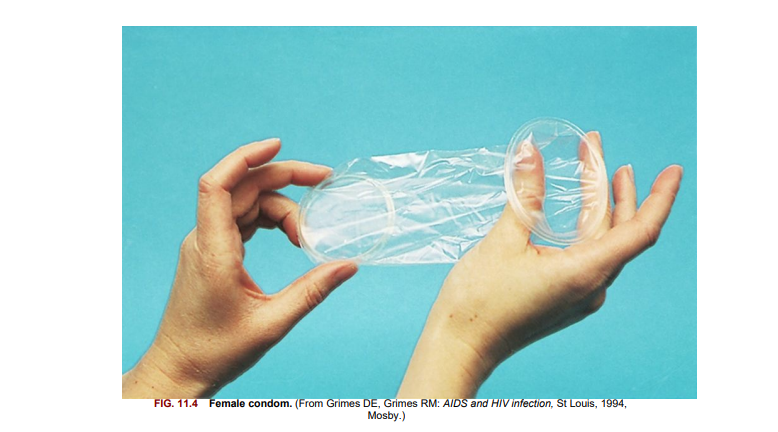 FIG. 11.4 Female condom. (From Grimes DE, Grimes RM: AIDS and HIV infection, St Louis, 1994,
Mosby.)